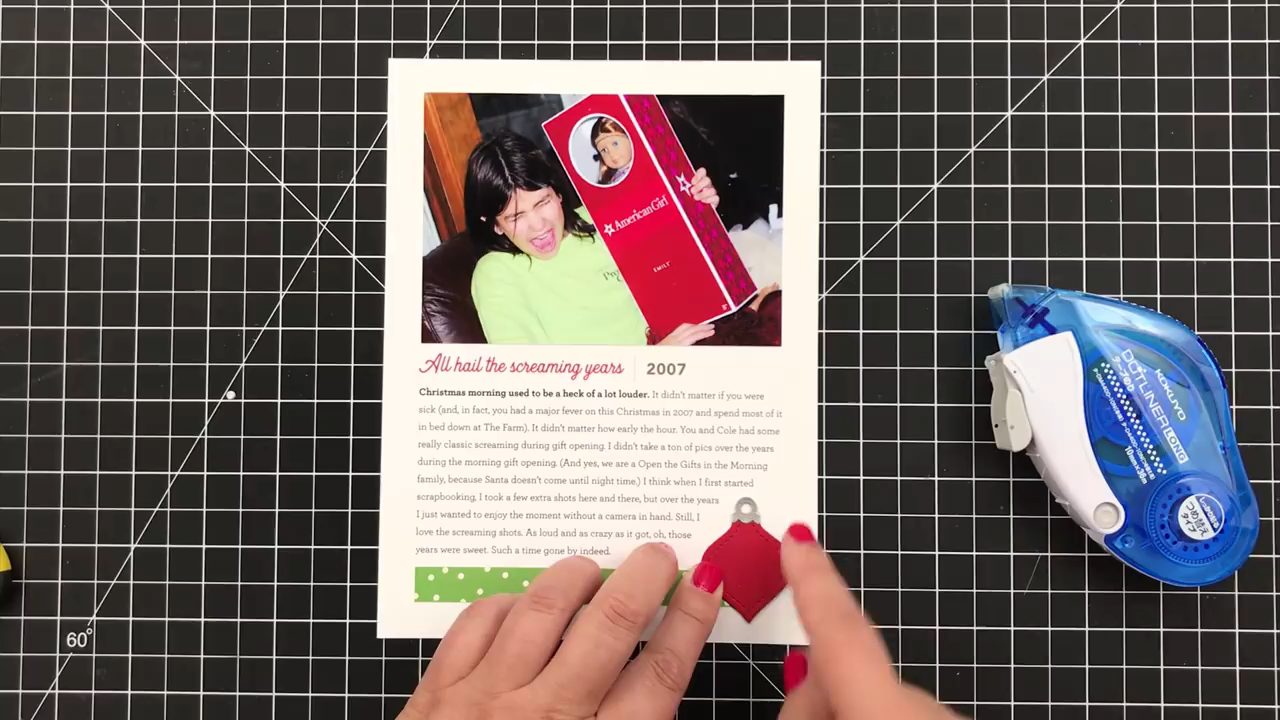 American Girl
EMILY
All hail the screaming years
2007
Christmas morning used to be a heck of a lot louder. It didn't matter if you were
sick (and, in fact, you had a major fever on this Christmas in 2007 and spend most of it
in bed down at The Farm). It didn't matter how early the hour. You and Cole had some
really classic screaming during gift opening. I didn't take a ton of pics over the years
during the morning gift opening. (And yes, we are a Open the Gifts in the Morning
family, because Santa doesn't come until night time.) I think when I first started
scrapbooking, I took a few extra shots here and there, but over the years
I just wanted to enjoy the moment without a camera in hand. Still, I
love the screaming shots. As loud and as crazy as it got, oh, those
years were sweet. Such a time gone by indeed.
KOKUYO
DOTLINER LONG
60°